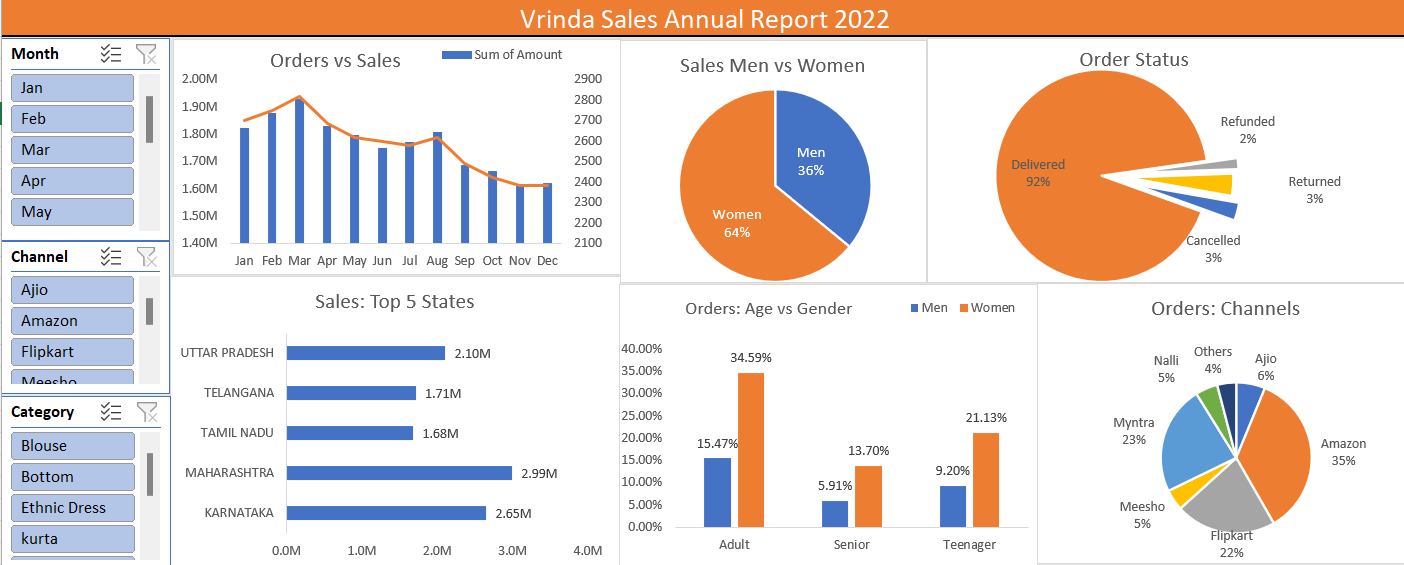 Vrinda Sales Annual Report 2022
Month
Jan
Feb
Mar
Apr
May
Channel
Ajio
Amazon
Flipkart
Meesho
Category
Blouse
Bottom
Ethnic Dress
kurta
Orders vs Sales
Sum of Amount
2.00M
1.90M
1.80M
1.70M
1.60M
1.50M
1.40M
2900
2800
2700
2600
2500
2400
2300
2200
2100
Jan Feb Mar Apr May Jun Jul Aug Sep Oct Nov Dec
Sales Men vs Women
Men
36%
Women
64%
Order Status
Delivered
92%
Refunded
2%
Returned
3%
Cancelled
3%
Sales: Top 5 States
UTTAR PRADESH 2.10M
TELANGANA 1.71M
TAMIL NADU 1.68M
MAHARASHTRA 2.99M
KARNATAKA 2.65M
0.0M 1.0M 2.0M 3.0M 4.0M
Orders: Age vs Gender
Men Women
40.00%
35.00%
30.00%
25.00%
20.00%
15.00%
10.00%
5.00%
0.00%
15.47%
34.59%
5.91%
13.70%
9.20%
21.13%
Adult Senior Teenager
Orders: Channels
Ajio
6%
Amazon
35%
Flipkart
22%
Meesho
5%
Myntra
23%
Nalli
5%
Others
4%